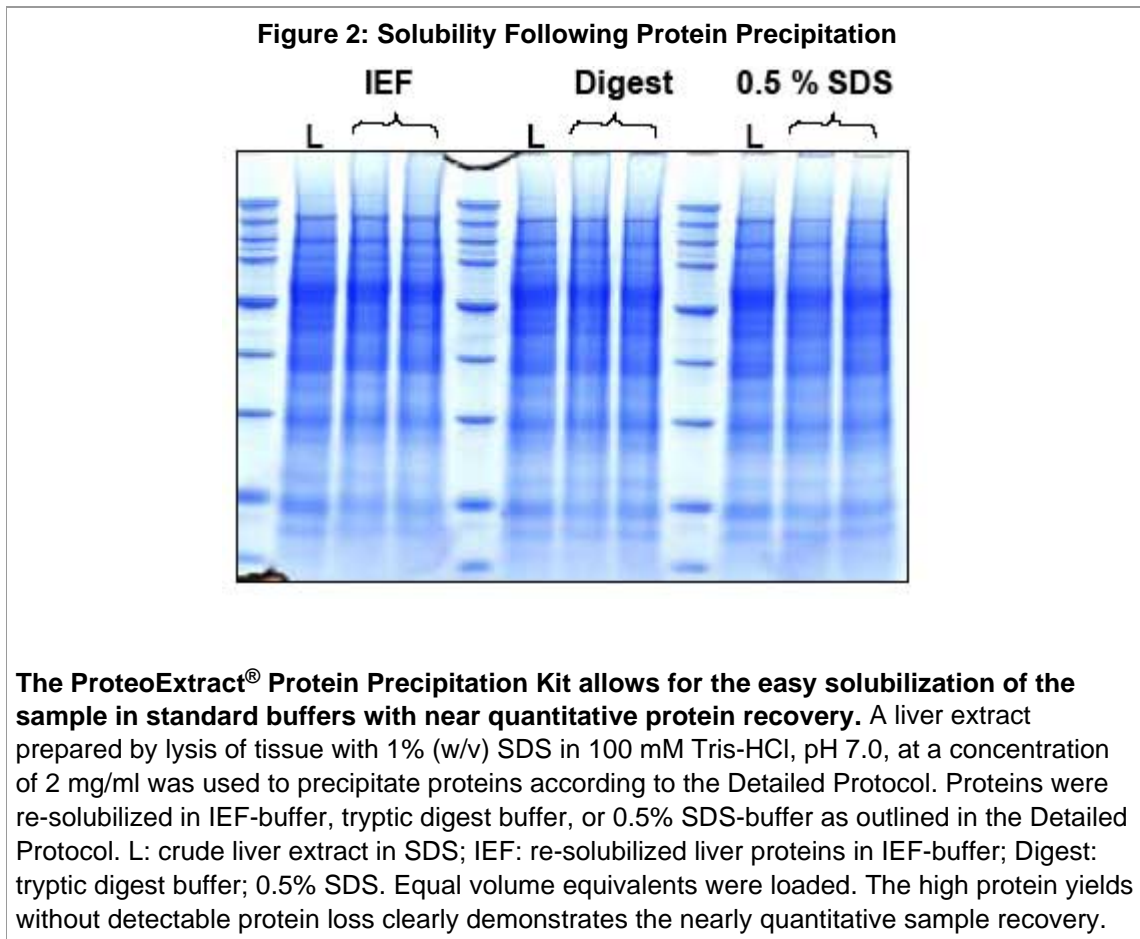 Figure 2: Solubility Following Protein Precipitation
IEF Digest 0.5 % SDS
L L L
The ProteoExtract® Protein Precipitation Kit allows for the easy solubilization of the
sample in standard buffers with near quantitative protein recovery. A liver extract
prepared by lysis of tissue with 1% (w/v) SDS in 100 mM Tris-HCl, pH 7.0, at a concentration
of 2 mg/ml was used to precipitate proteins according to the Detailed Protocol. Proteins were
re-solubilized in IEF-buffer, tryptic digest buffer, or 0.5% SDS-buffer as outlined in the Detailed
Protocol. L: crude liver extract in SDS; IEF: re-solubilized liver proteins in IEF-buffer; Digest:
tryptic digest buffer; 0.5% SDS. Equal volume equivalents were loaded. The high protein yields
without detectable protein loss clearly demonstrates the nearly quantitative sample recovery.